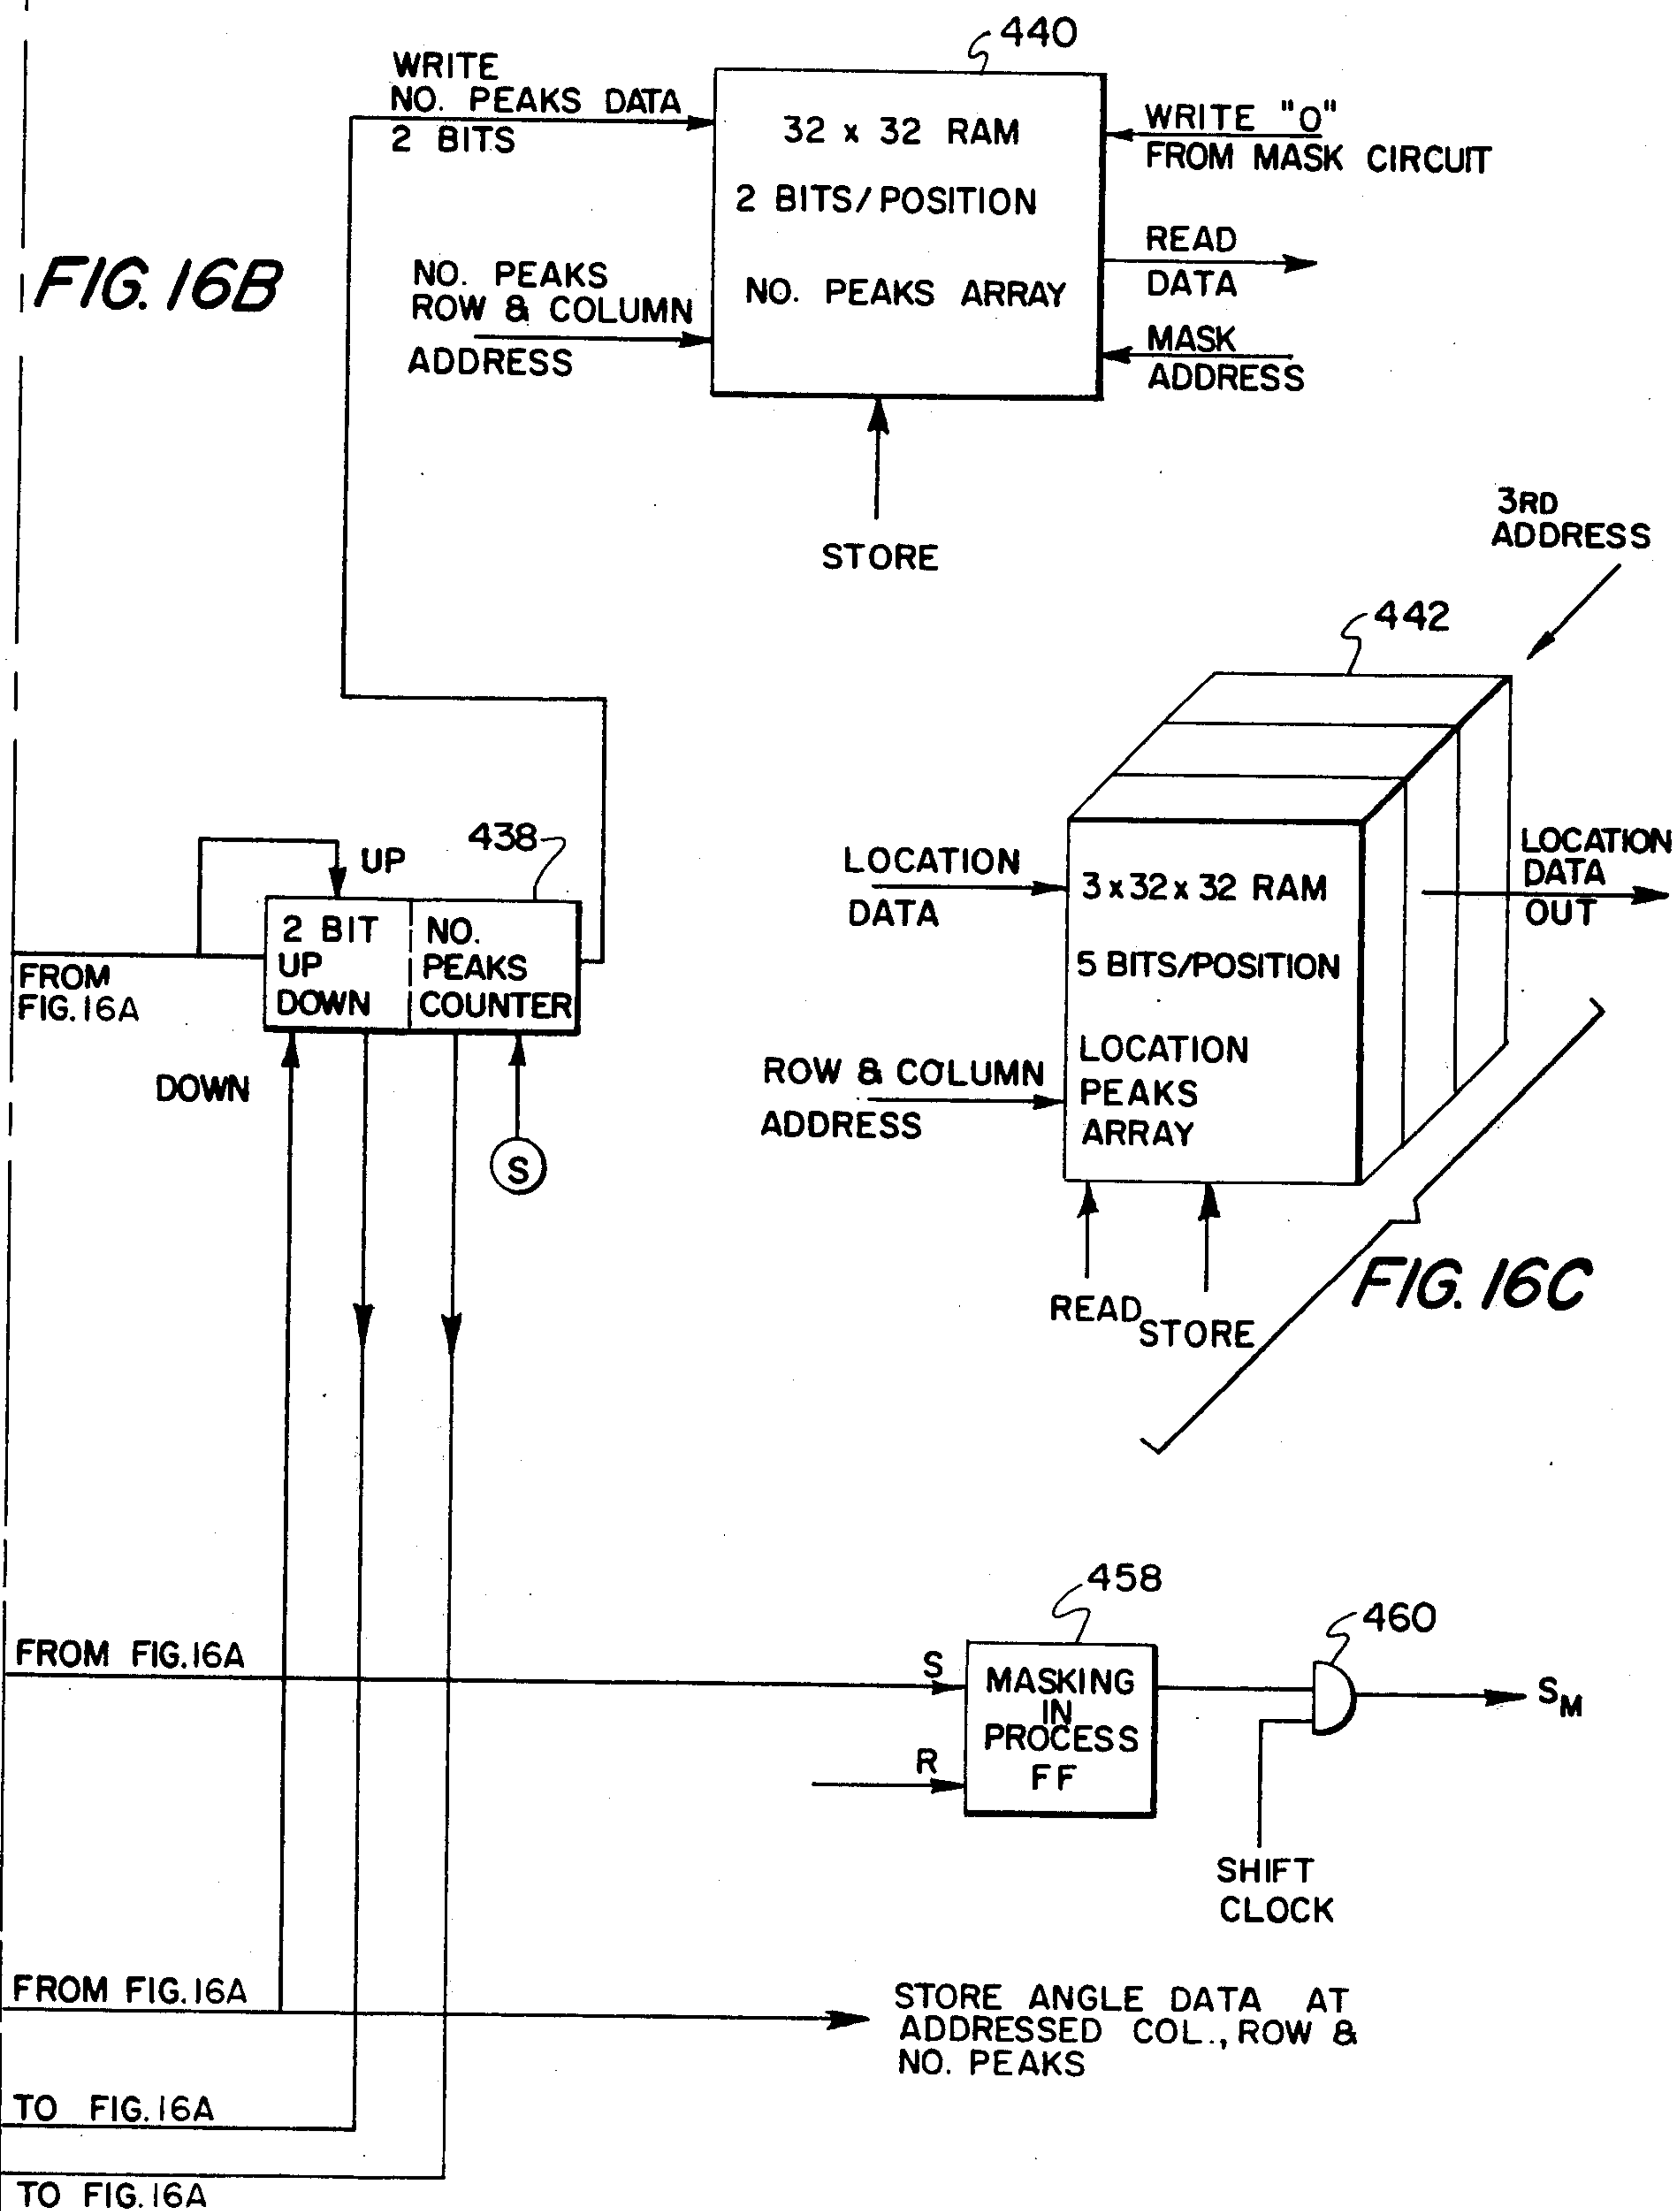 440
WRITE
NO. PEAKS DATA
2 BITS
32 x 32 RAM
2 BITS/POSITION
NO. PEAKS ARRAY
WRITE "0"
FROM MASK CIRCUIT
READ
DATA
MASK
ADDRESS
FIG. 16B
NO. PEAKS
ROW & COLUMN
ADDRESS
STORE
3RD
ADDRESS
442
LOCATION
DATA
3x32x32 RAM
5 BITS/POSITION
LOCATION
PEAKS
ARRAY
LOCATION
DATA
OUT
ROW & COLUMN
ADDRESS
READ
STORE
FIG. 16C
UP
438
2 BIT
UP
DOWN
NO.
PEAKS
COUNTER
FROM
FIG. 16A
DOWN
S
458
460
FROM FIG. 16A
S
R
MASKING
IN
PROCESS
FF
SM
SHIFT
CLOCK
FROM FIG. 16A
STORE ANGLE DATA AT
ADDRESSED COL., ROW &
NO. PEAKS
TO FIG. 16A
TO FIG. 16A